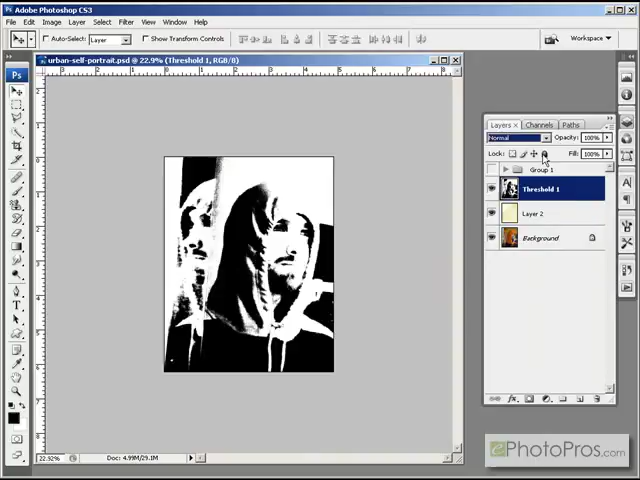 Adobe Photoshop CS3
File Edit Image Layer Select Filter View Window Help
Auto-Select: Layer Show Transform Controls
Workspace
urban-self-portrait.psd @ 22.9% (Threshold 1, RGB/8)
Layers × Channels Paths
Normal Opacity: 100%
Lock: Fill: 100%
Group 1
Threshold 1
Layer 2
Background
22.92% Doc: 4.99M/29.1M
ePhotoPros.com